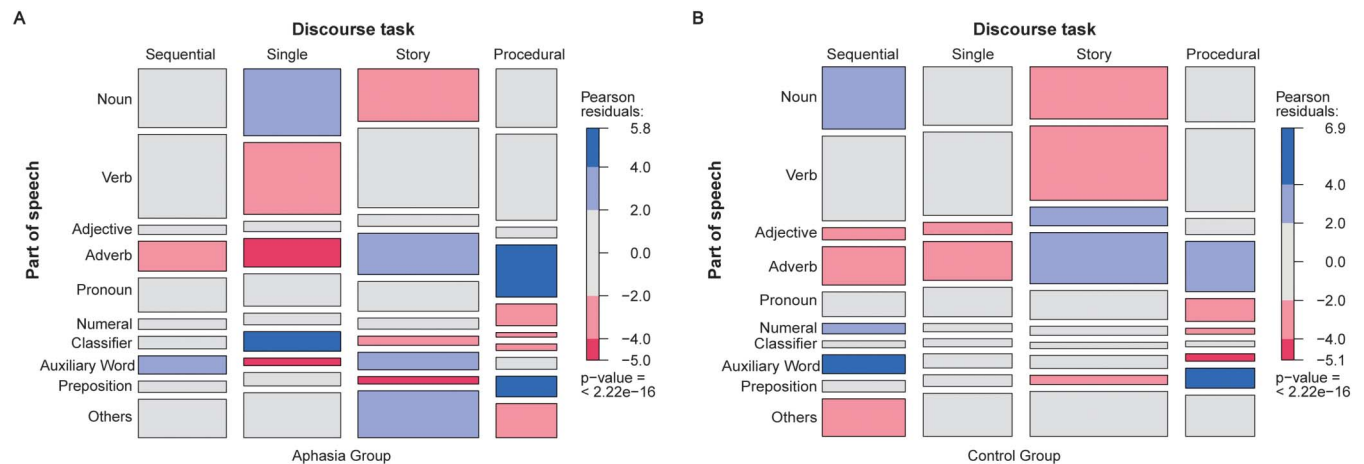 A
Discourse task
Sequential Single Story Procedural
Part of speech
Noun
Verb
Adjective
Adverb
Pronoun
Numeral
Classifier
Auxiliary Word
Preposition
Others
Pearson
residuals:
5.8
4.0
2.0
0.0
−2.0
−4.0
−5.0
p−value =
< 2.22e−16
Aphasia Group
B
Discourse task
Sequential Single Story Procedural
Part of speech
Noun
Verb
Adjective
Adverb
Pronoun
Numeral
Classifier
Auxiliary Word
Preposition
Others
Pearson
residuals:
6.9
4.0
2.0
0.0
−2.0
−4.0
−5.1
p−value =
< 2.22e−16
Control Group